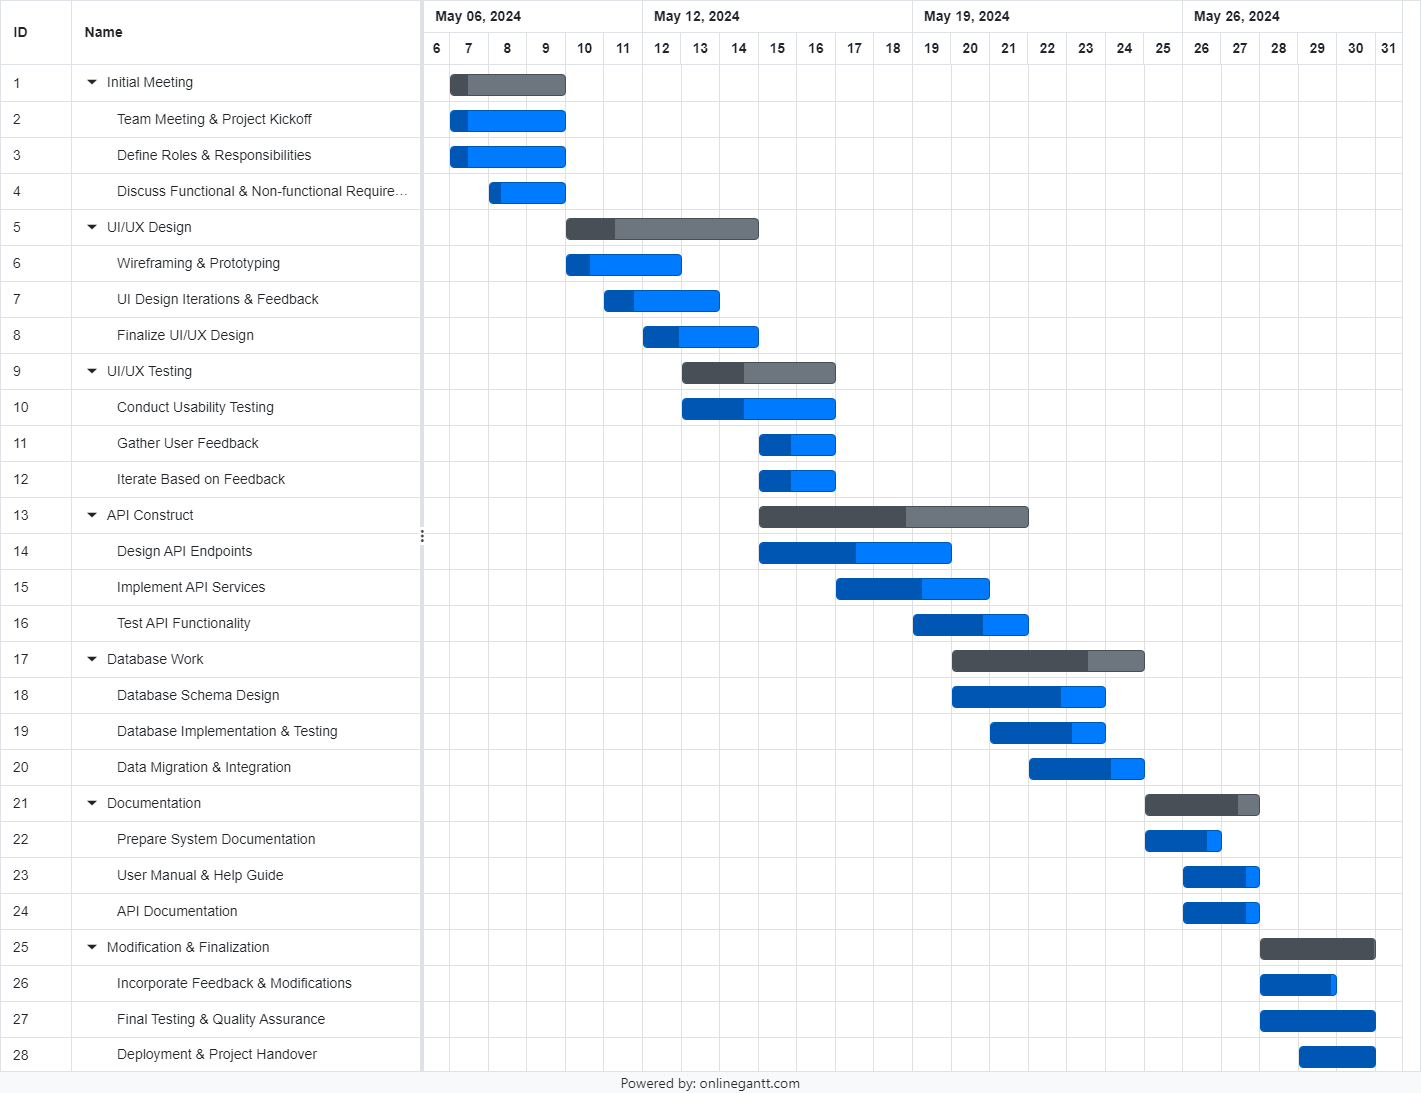 ID Name May 06, 2024 May 12, 2024 May 19, 2024 May 26, 2024
6 7 8 9 10 11 12 13 14 15 16 17 18 19 20 21 22 23 24 25 26 27 28 29 30 31
1 Initial Meeting
2 Team Meeting & Project Kickoff
3 Define Roles & Responsibilities
4 Discuss Functional & Non-functional Require...
5 UI/UX Design
6 Wireframing & Prototyping
7 UI Design Iterations & Feedback
8 Finalize UI/UX Design
9 UI/UX Testing
10 Conduct Usability Testing
11 Gather User Feedback
12 Iterate Based on Feedback
13 API Construct
14 Design API Endpoints
15 Implement API Services
16 Test API Functionality
17 Database Work
18 Database Schema Design
19 Database Implementation & Testing
20 Data Migration & Integration
21 Documentation
22 Prepare System Documentation
23 User Manual & Help Guide
24 API Documentation
25 Modification & Finalization
26 Incorporate Feedback & Modifications
27 Final Testing & Quality Assurance
28 Deployment & Project Handover
Powered by: onlinegantt.com